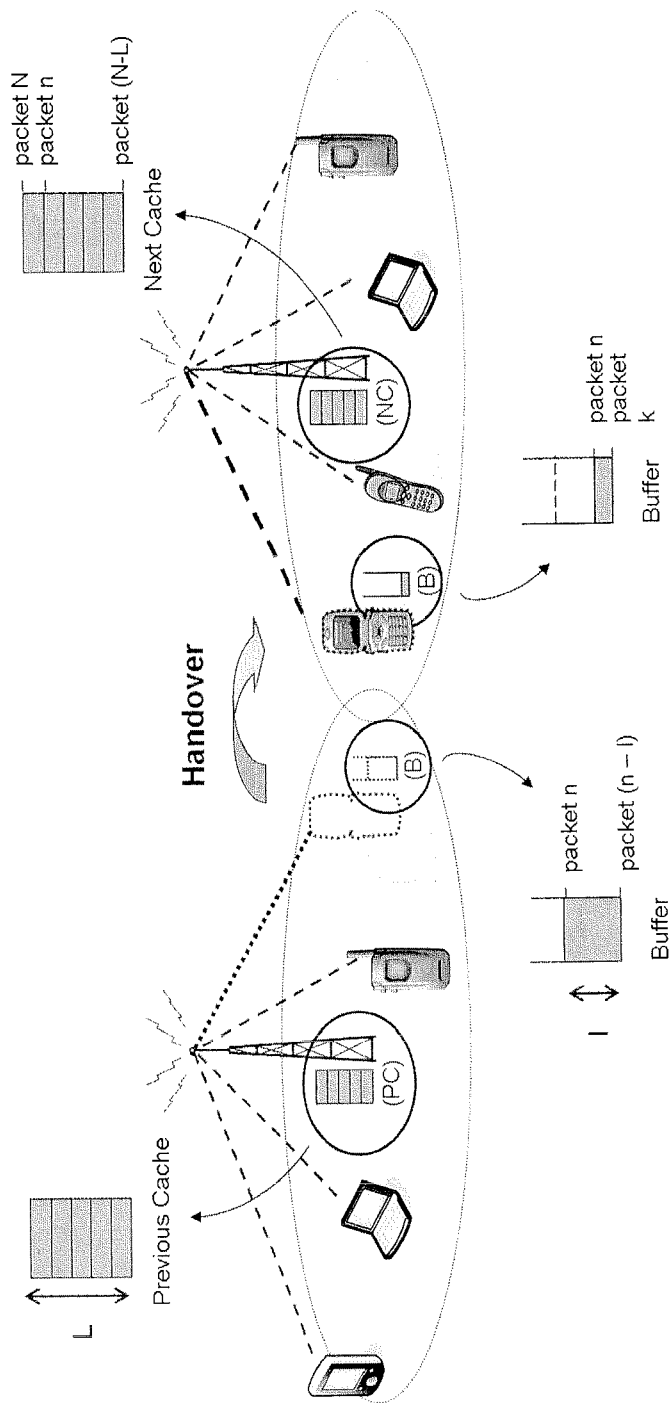 L
Previous Cache
packet N
packet n
packet (N-L)
Next Cache
Handover
(PC)
(B)
(B)
(NC)
l
packet n
packet (n – l)
Buffer
packet n
packet
k
Buffer